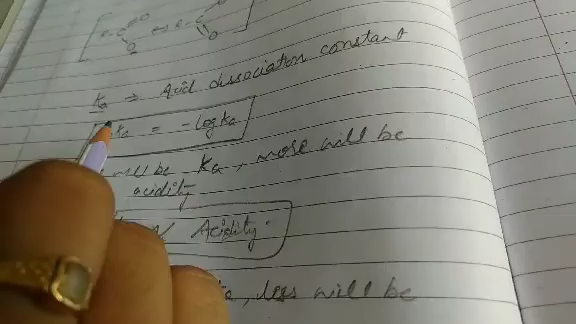 Ka ⇒ Acid dissociation constant
Ka = - log Ka
will be Ka, more will be
acidity
Acidity.
, less will be